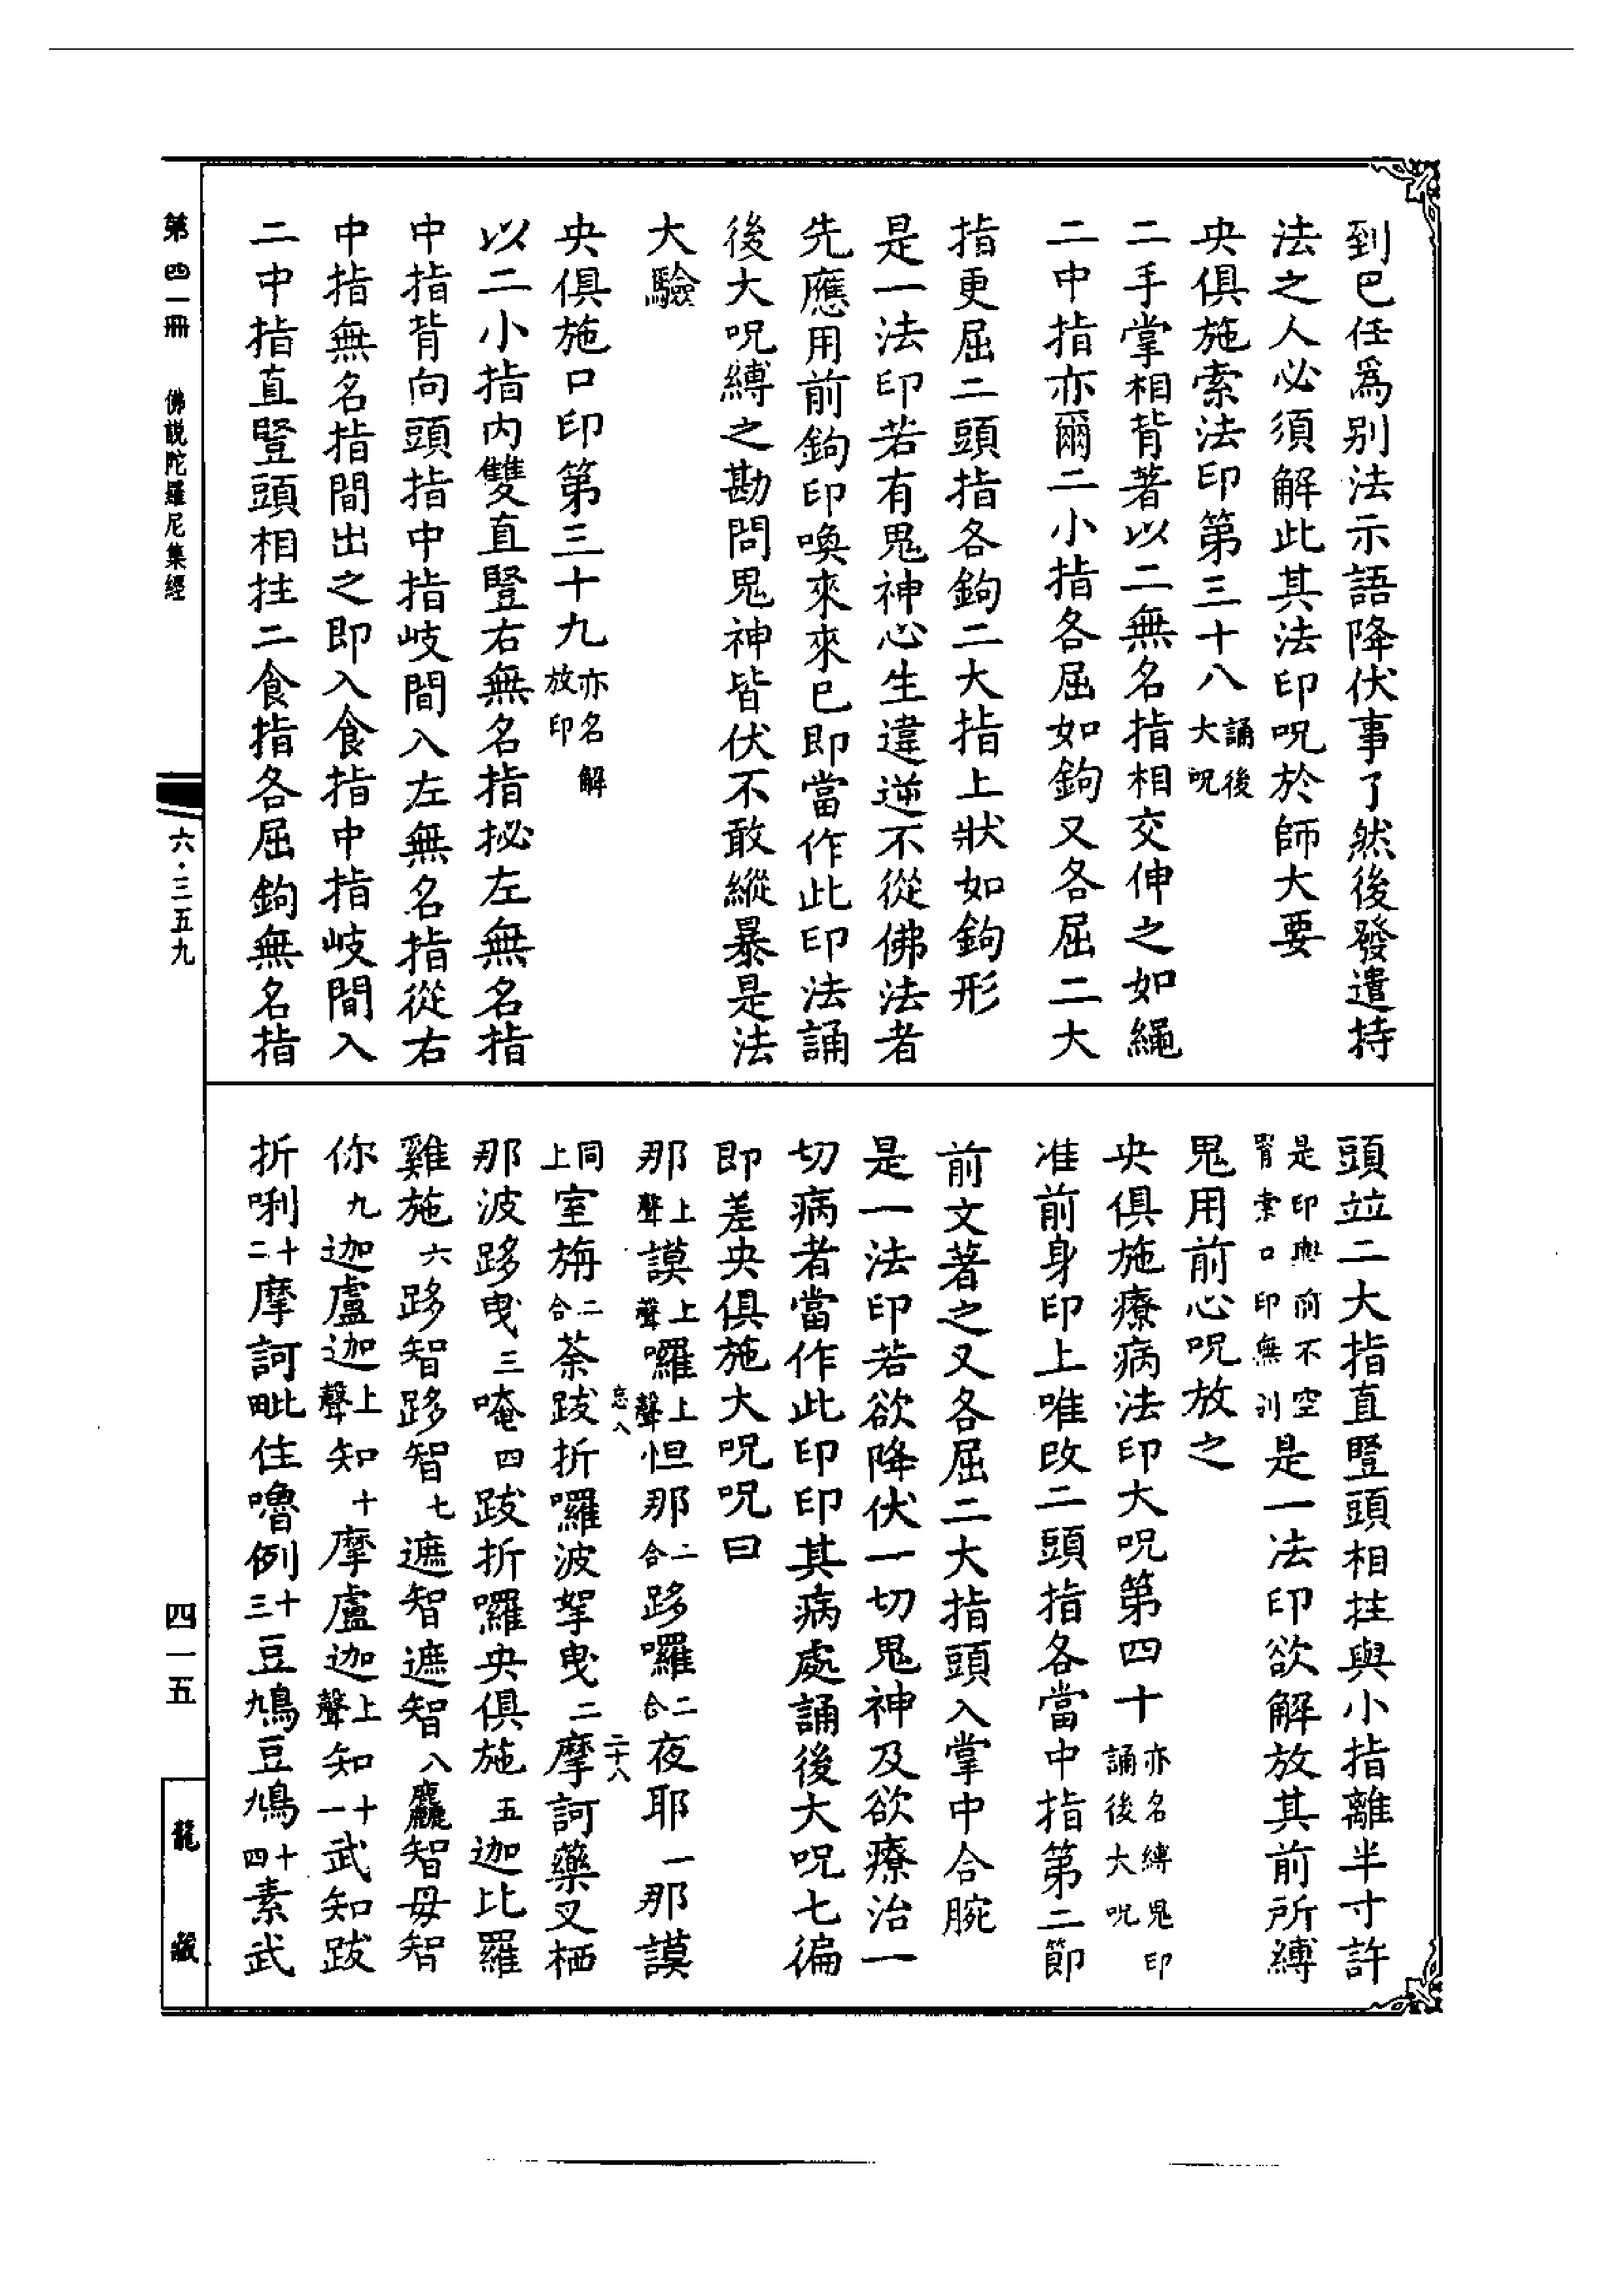 到已任爲别法示語降伏事了然後發遣持
法之人必須解此其法印呪於師大要
央俱施索法印第三十八誦後大呪
二手掌相背著以二無名指相交伸之如繩
二中指亦爾二小指各屈如鉤又各屈二大
指更屈二頭指各鉤二大指上狀如鉤形
是一法印若有鬼神心生違逆不從佛法者
先應用前鉤印喚來來已即當作此印法誦
後大呪縛之勘問鬼神皆伏不敢縱暴是法
大驗
央俱施口印第三十九亦名解放印
以二小指内雙直豎右無名指拟左無名指
中指背向頭指中指岐間入左無名指從右
中指無名指間出之即入食指中指岐間入
二中指直豎頭相拄二食指各屈鉤無名指
頭竝二大指直豎頭相拄與小指離半寸許
是印與前不空罥索口印無别是一法印欲解放其前所縛
鬼用前心呪放之
央俱施療病法印大呪第四十亦名縛鬼印誦後大呪
准前身印上唯改二頭指各當中指第二節
前文著之又各屈二大指頭入掌中合腕
是一法印若欲降伏一切鬼神及欲療治一
切病者當作此印印其病處誦後大呪七徧
即差央俱施大呪呪曰
那上聲謨上聲囉上聲怛那二合跢囉二合夜耶一那謨
同上室旃二合荼跋折囉波拏曳二摩訶藥叉栖
那波跢曳三唵四跋折囉央俱施五迦比羅
雞施六跢智跢智七遮智遮智八麤智毋智
你九迦盧迦上聲知十摩盧迦上聲知十一武知跋
折唎十二摩訶毗住嚕例十三豆鳩豆鳩十四素武
第四一冊 佛説陀羅尼集經
六·三五九
四一五
龍藏